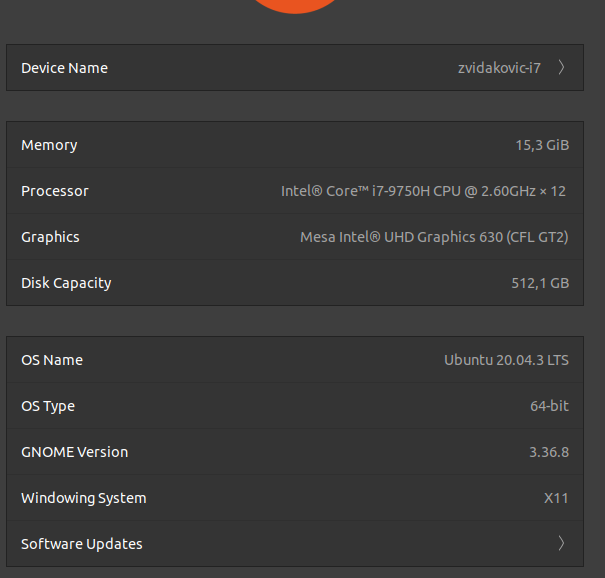 Device Name zvidakovic-i7
Memory 15,3 GiB
Processor Intel® Core™ i7-9750H CPU @ 2.60GHz × 12
Graphics Mesa Intel® UHD Graphics 630 (CFL GT2)
Disk Capacity 512,1 GB
OS Name Ubuntu 20.04.3 LTS
OS Type 64-bit
GNOME Version 3.36.8
Windowing System X11
Software Updates